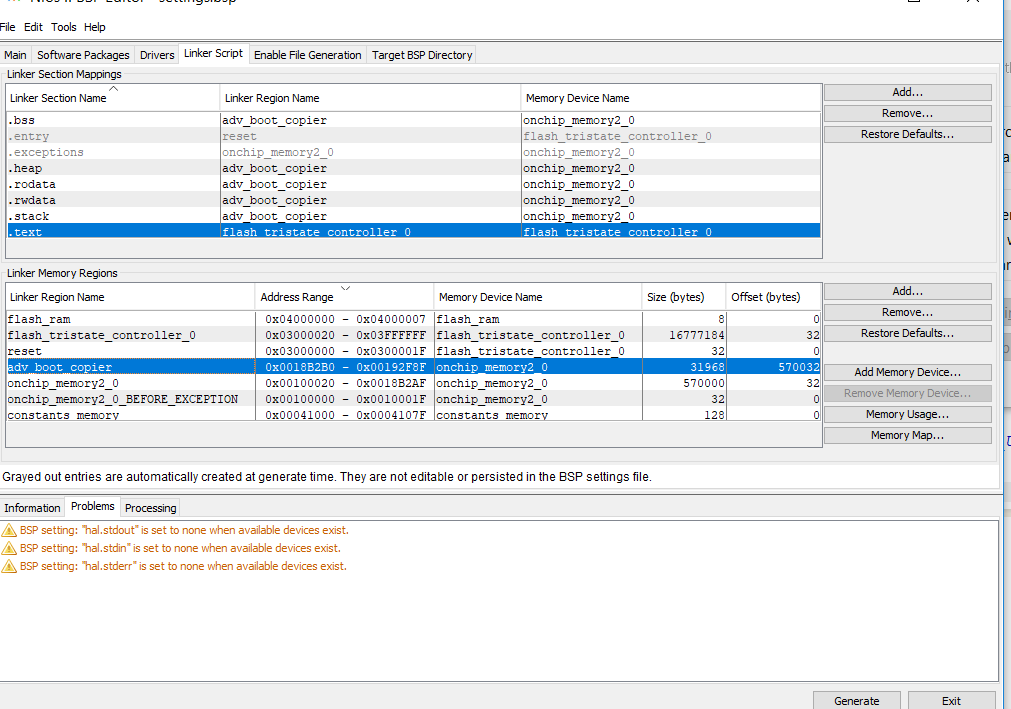 Nios II BSP Editor - settings.bsp
File Edit Tools Help
Main Software Packages Drivers Linker Script Enable File Generation Target BSP Directory
Linker Section Mappings
Linker Section Name Linker Region Name Memory Device Name Add...
Remove...
.bss adv_boot_copier onchip_memory2_0
.entry reset flash_tristate_controller_0 Restore Defaults...
.exceptions onchip_memory2_0 onchip_memory2_0
.heap adv_boot_copier onchip_memory2_0
.rodata adv_boot_copier onchip_memory2_0
.rwdata adv_boot_copier onchip_memory2_0
.stack adv_boot_copier onchip_memory2_0
.text flash_tristate_controller_0 flash_tristate_controller_0
Linker Memory Regions
Linker Region Name Address Range Memory Device Name Size (bytes) Offset (bytes) Add...
Remove...
flash_ram 0x04000000 - 0x04000007 flash_ram 8 0
flash_tristate_controller_0 0x03000020 - 0x03FFFFFF flash_tristate_controller_0 16777184 32 Restore Defaults...
reset 0x03000000 - 0x0300001F flash_tristate_controller_0 32 0
adv_boot_copier 0x0018B2B0 - 0x00192F8F onchip_memory2_0 31968 570032 Add Memory Device...
onchip_memory2_0 0x00100020 - 0x0018B2AF onchip_memory2_0 570000 32
Remove Memory Device...
onchip_memory2_0_BEFORE_EXCEPTION 0x00100000 - 0x0010001F onchip_memory2_0 32 0
constants_memory 0x00041000 - 0x0004107F constants_memory 128 0 Memory Usage...
Memory Map...
Grayed out entries are automatically created at generate time. They are not editable or persisted in the BSP settings file.
Information Problems Processing
BSP setting: "hal.stdout" is set to none when available devices exist.
BSP setting: "hal.stdin" is set to none when available devices exist.
BSP setting: "hal.stderr" is set to none when available devices exist.
Generate Exit